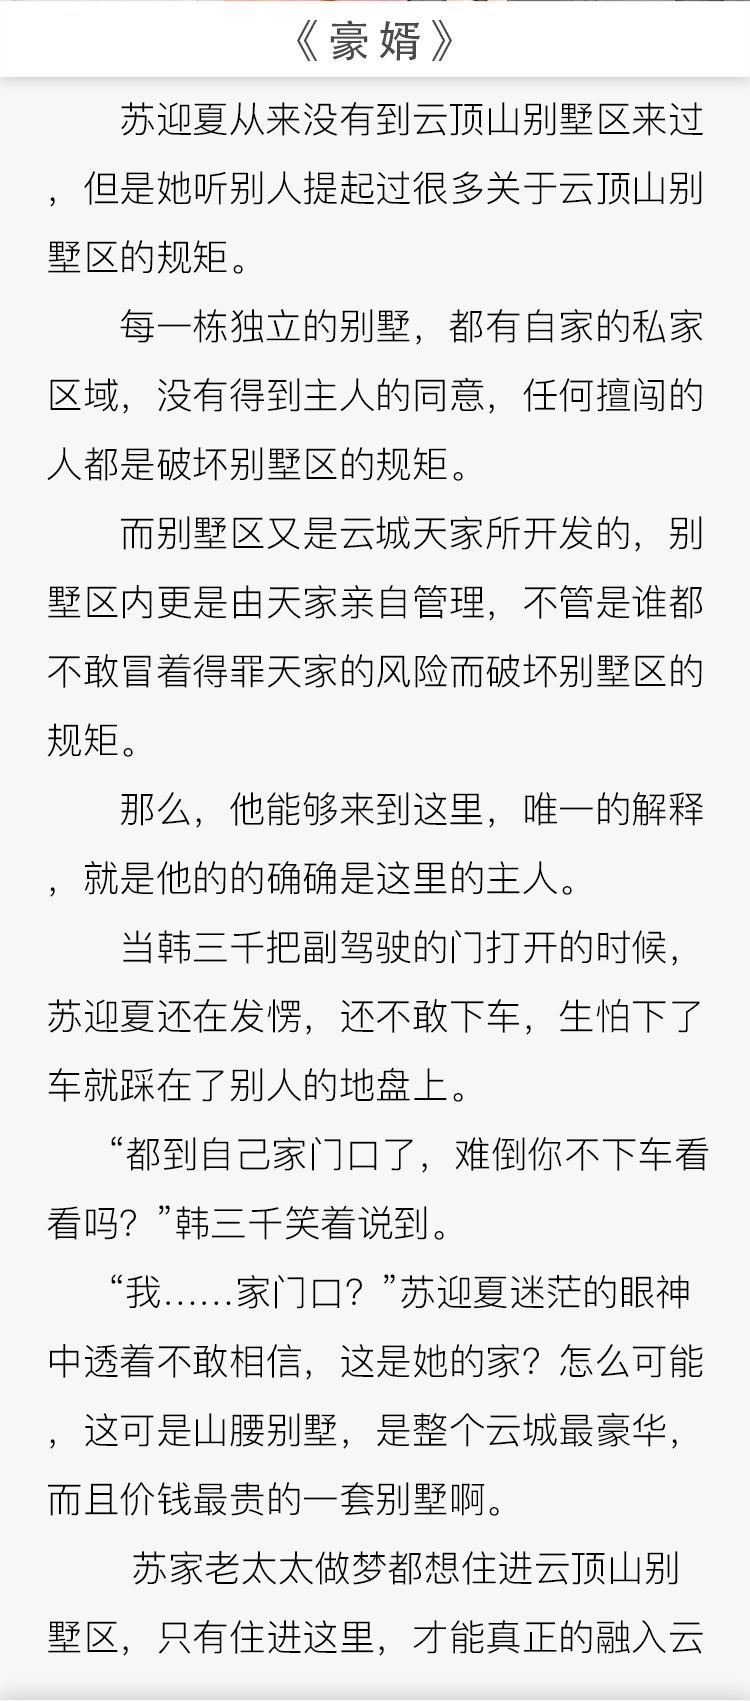 《豪婿》
苏迎夏从来没有到云顶山别墅区来过
，但是她听别人提起过很多关于云顶山别
墅区的规矩。
每一栋独立的别墅，都有自家的私家
区域，没有得到主人的同意，任何擅闯的
人都是破坏别墅区的规矩。
而别墅区又是云城天家所开发的，别
墅区内更是由天家亲自管理，不管是谁都
不敢冒着得罪天家的风险而破坏别墅区的
规矩。
那么，他能够来到这里，唯一的解释
，就是他的的确确是这里的主人。
当韩三千把副驾驶的门打开的时候，
苏迎夏还在发愣，还不敢下车，生怕下了
车就踩在了别人的地盘上。
“都到自己家门口了，难倒你不下车看
看吗？”韩三千笑着说到。
“我……家门口？”苏迎夏迷茫的眼神
中透着不敢相信，这是她的家？怎么可能
，这可是山腰别墅，是整个云城最豪华，
而且价钱最贵的一套别墅啊。
苏家老太太做梦都想住进云顶山别
墅区，只有住进这里，才能真正的融入云